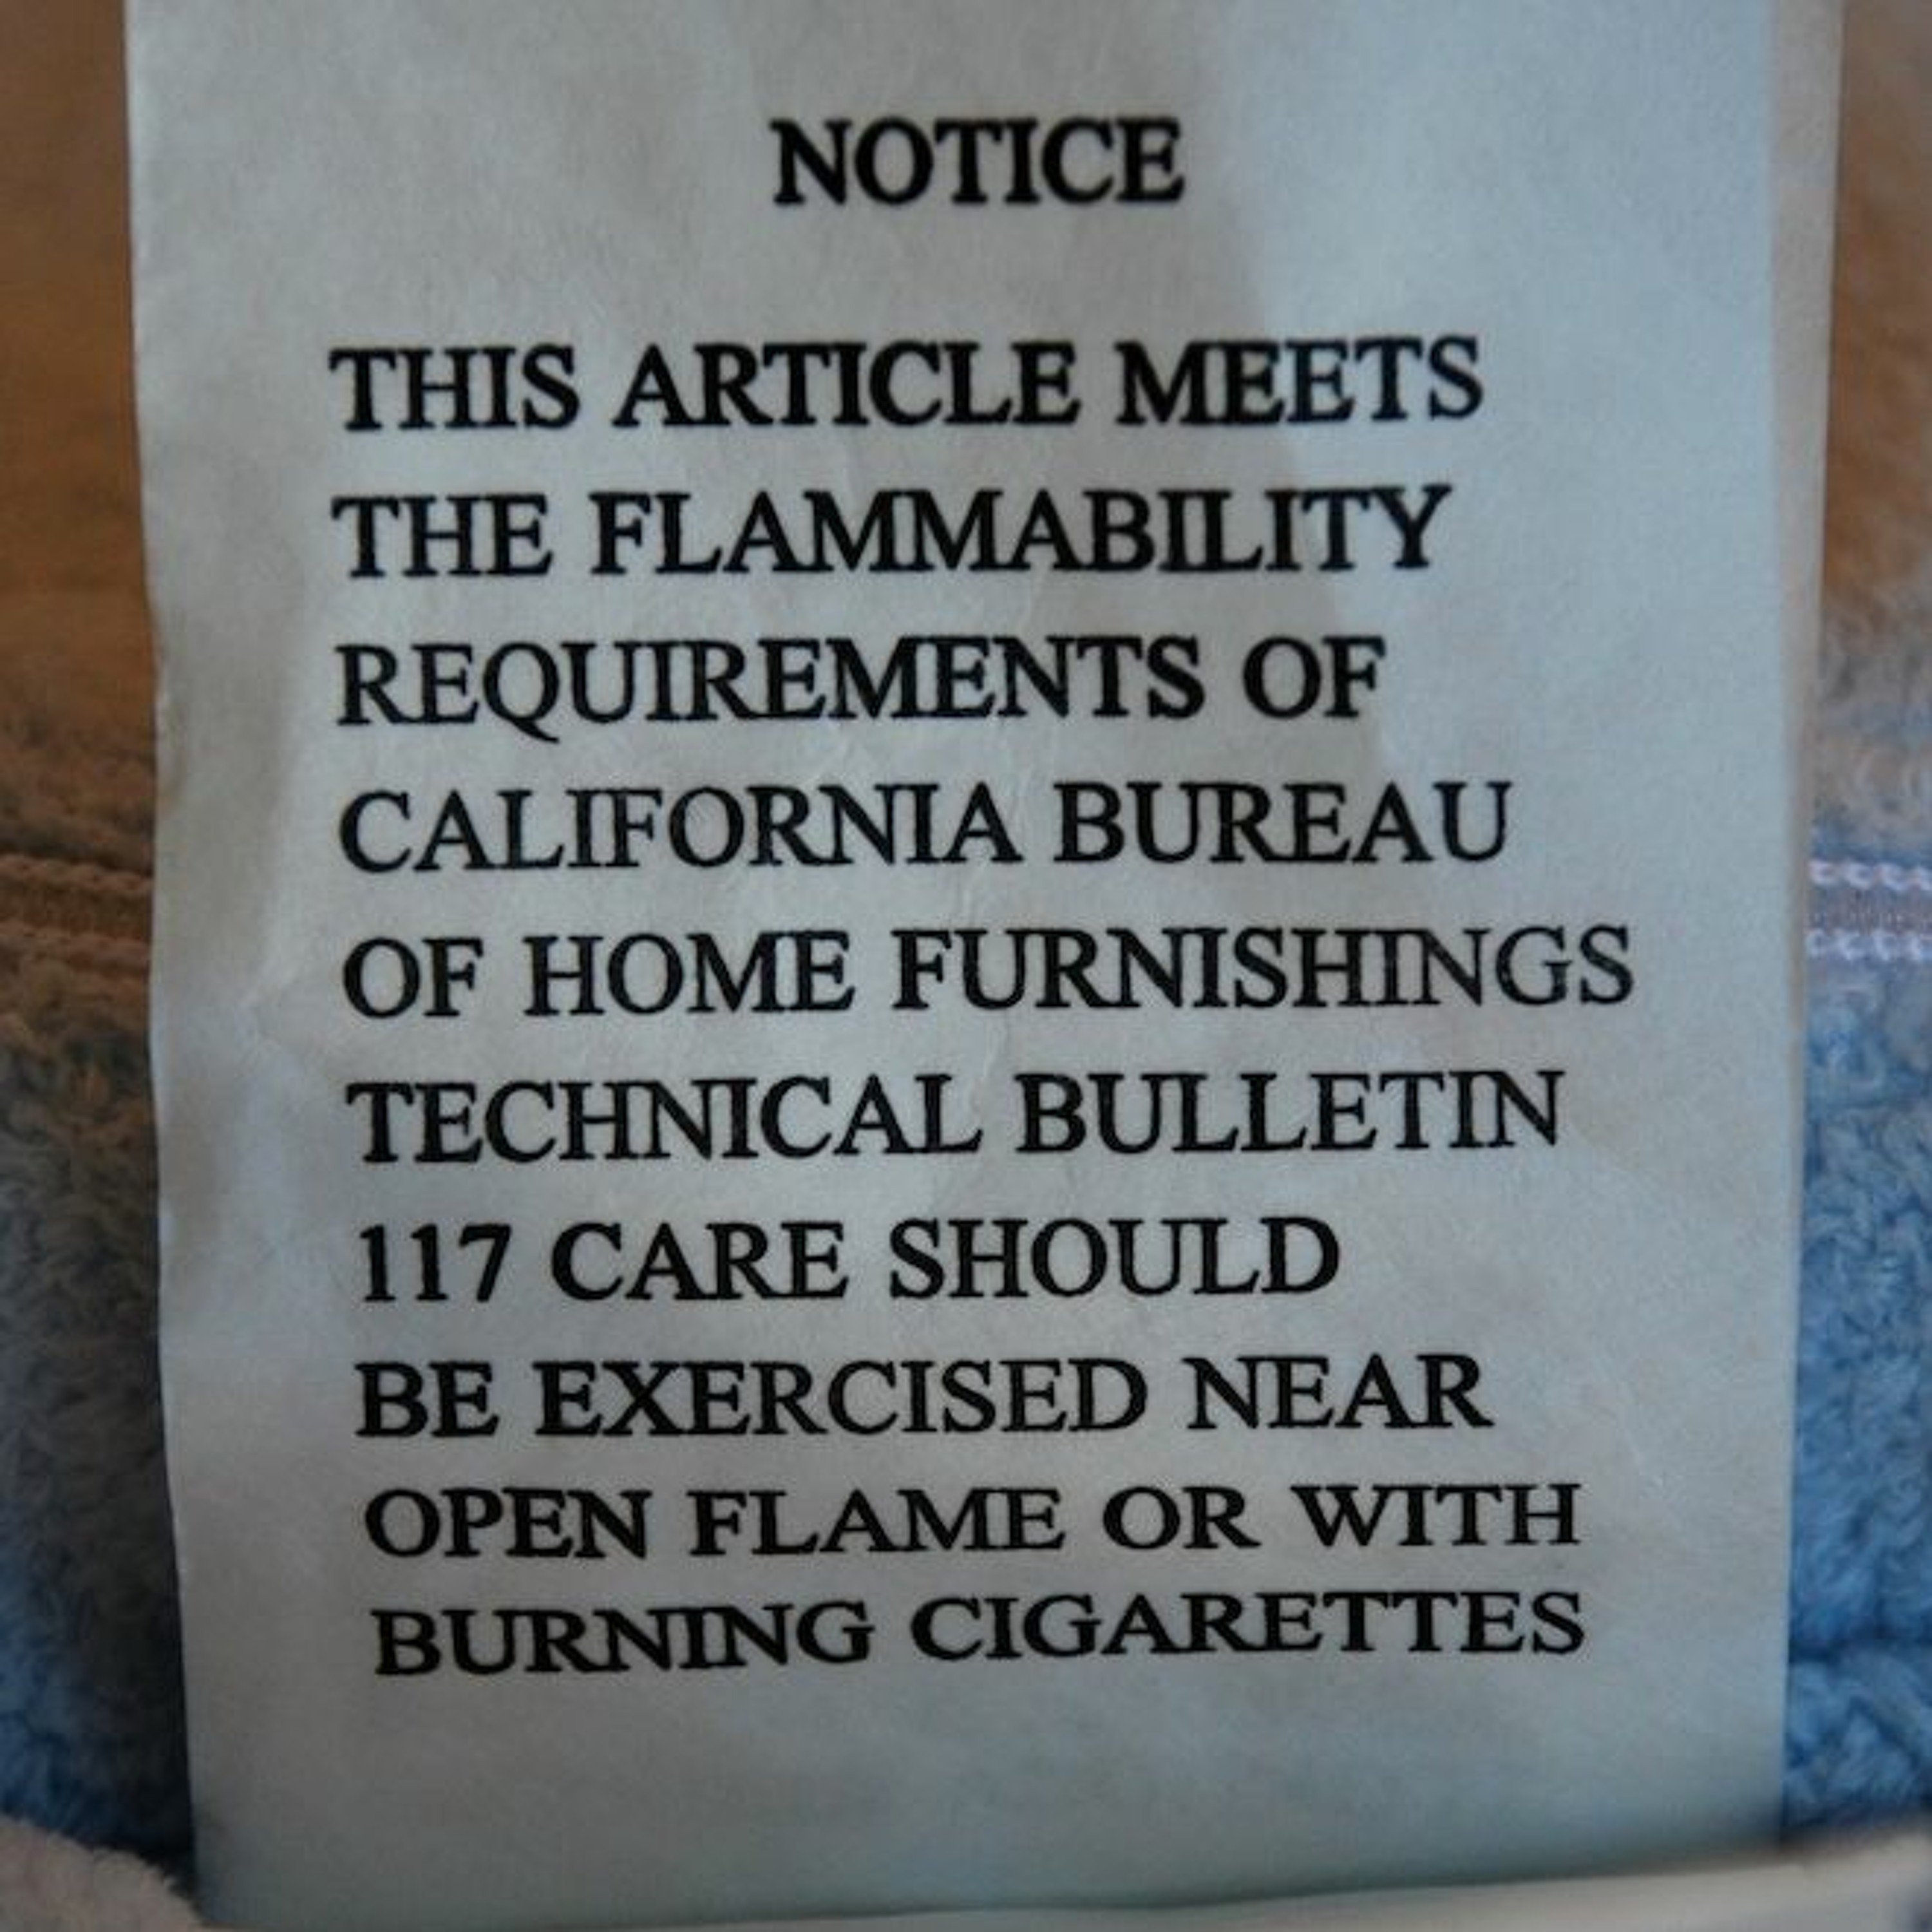 NOTICE
THIS ARTICLE MEETS
THE FLAMMABILITY
REQUIREMENTS OF
CALIFORNIA BUREAU
OF HOME FURNISHINGS
TECHNICAL BULLETIN
117 CARE SHOULD
BE EXERCISED NEAR
OPEN FLAME OR WITH
BURNING CIGARETTES